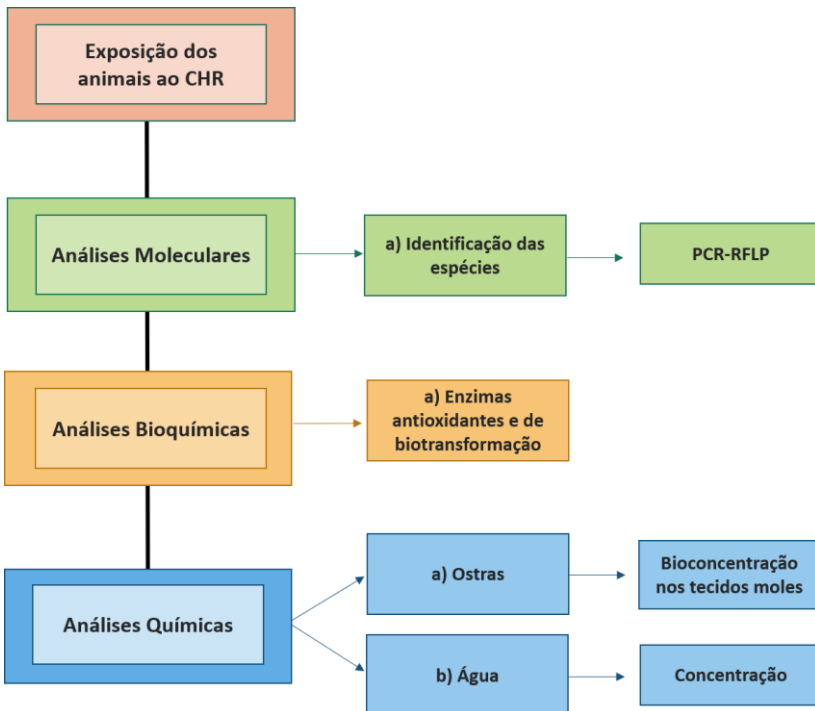 Exposição dos
animais ao CHR
Análises Moleculares
a) Identificação das
espécies
PCR-RFLP
Análises Bioquímicas
a) Enzimas
antioxidantes e de
biotransformação
Análises Químicas
a) Ostras
Bioconcentração
nos tecidos moles
b) Água
Concentração